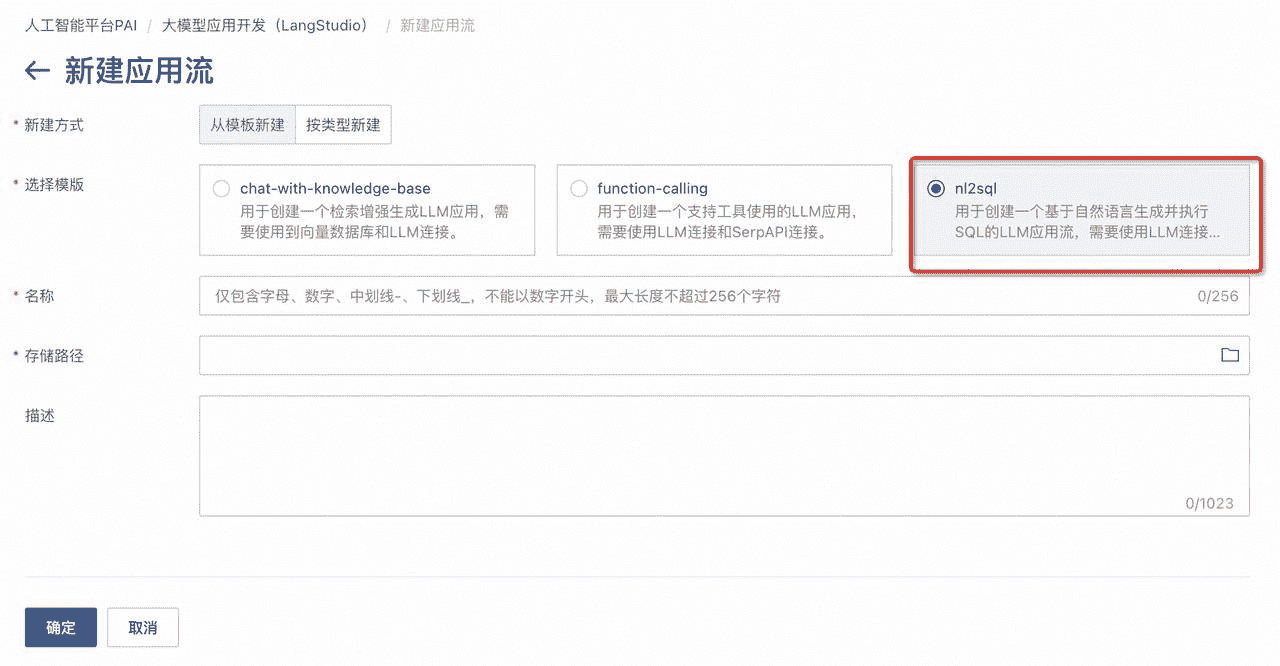 人工智能平台PAI / 大模型应用开发（LangStudio） / 新建应用流
← 新建应用流
* 新建方式
从模板新建 按类型新建
* 选择模版
chat-with-knowledge-base
用于创建一个检索增强生成LLM应用，需
要使用到向量数据库和LLM连接。
function-calling
用于创建一个支持工具使用的LLM应用，
需要使用LLM连接和SerpAPI连接。
nl2sql
用于创建一个基于自然语言生成并执行
SQL的LLM应用流，需要使用LLM连接...
* 名称
仅包含字母、数字、中划线-、下划线_，不能以数字开头，最大长度不超过256个字符 0/256
* 存储路径
描述
0/1023
确定 取消